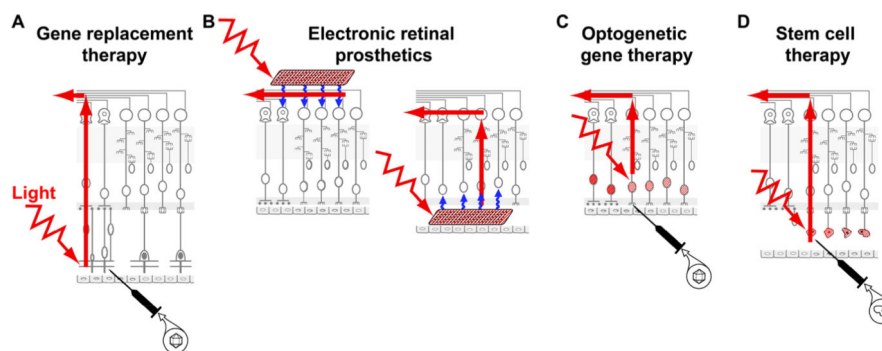 A
Gene replacement
therapy
B
Electronic retinal
prosthetics
C
Optogenetic
gene therapy
D
Stem cell
therapy
Light